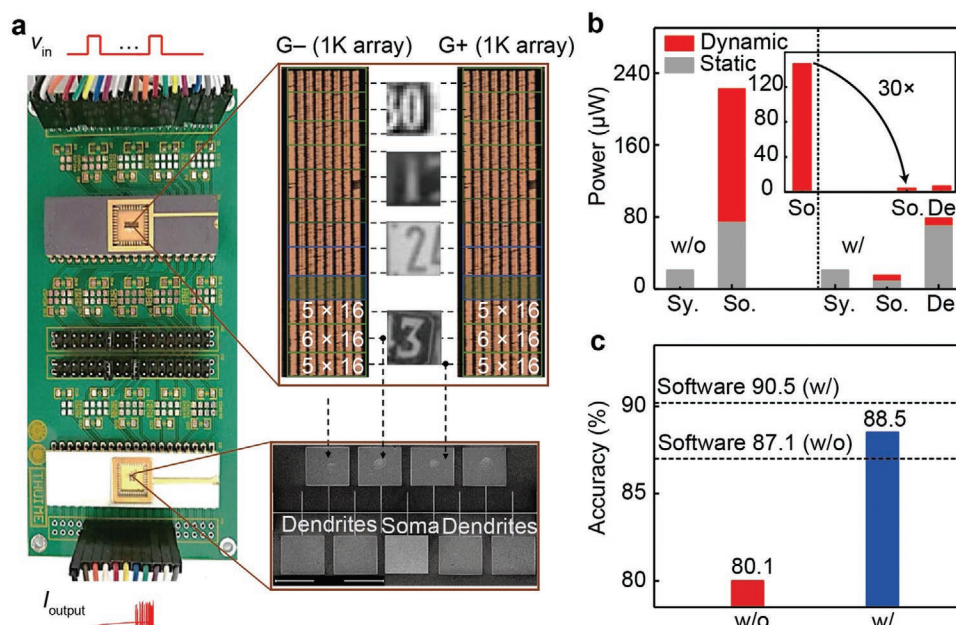 a
V_in
...
G– (1K array)
G+ (1K array)
30
1
2
3
5 × 16
6 × 16
5 × 16
5 × 16
6 × 16
5 × 16
THUIME
Dendrites
Soma
Dendrites
I_output
b
Dynamic
Static
Power (μW)
240
160
80
0
w/o
w/
Sy.
So.
Sy.
So.
De
120
80
40
0
30×
So
So.
De
c
Accuracy (%)
90
85
80
Software 90.5 (w/)
Software 87.1 (w/o)
80.1
88.5
w/o
w/